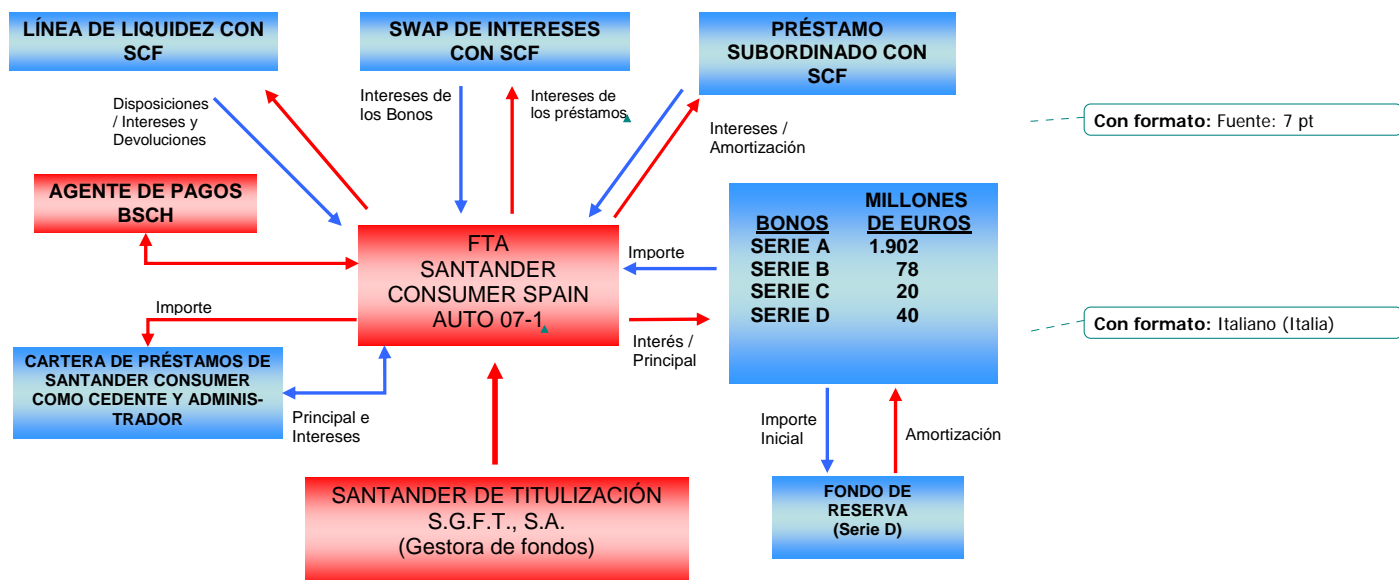 LÍNEA DE LIQUIDEZ CON
SCF
SWAP DE INTERESES
CON SCF
PRÉSTAMO
SUBORDINADO CON
SCF
Disposiciones
/ Intereses y
Devoluciones
Intereses de
los Bonos
Intereses de
los préstamos
Intereses /
Amortización
Con formato: Fuente: 7 pt
AGENTE DE PAGOS
BSCH
FTA
SANTANDER
CONSUMER SPAIN
AUTO 07-1
Importe
Interés /
Principal
MILLONES
BONOS DE EUROS
SERIE A 1.902
SERIE B 78
SERIE C 20
SERIE D 40
Con formato: Italiano (Italia)
Importe
CARTERA DE PRÉSTAMOS DE
SANTANDER CONSUMER
COMO CEDENTE Y ADMINIS-
TRADOR
Principal e
Intereses
Importe
Inicial
Amortización
SANTANDER DE TITULIZACIÓN
S.G.F.T., S.A.
(Gestora de fondos)
FONDO DE
RESERVA
(Serie D)